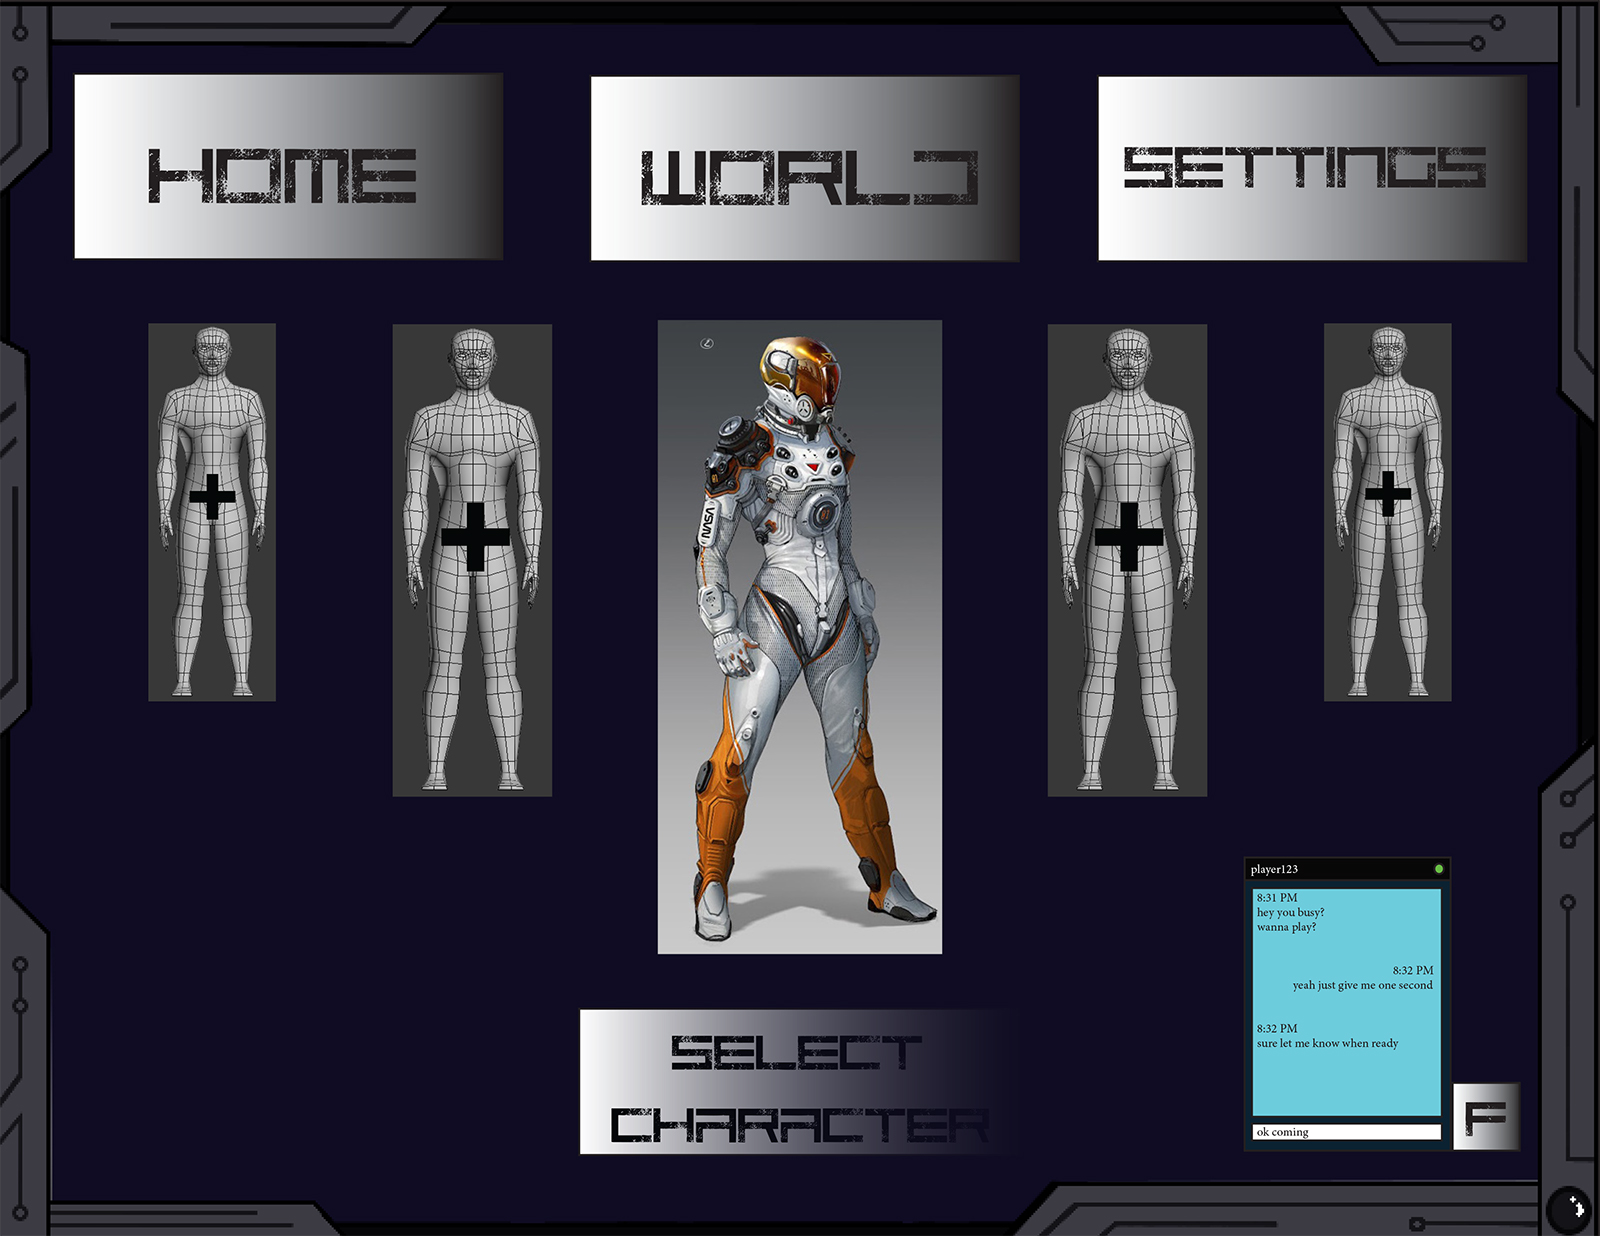 HOME
WORLD
SETTINGS
SELECT
CHARACTER
player123
8:31 PM
hey you busy?
wanna play?
8:32 PM
yeah just give me one second
8:32 PM
sure let me know when ready
ok coming
F